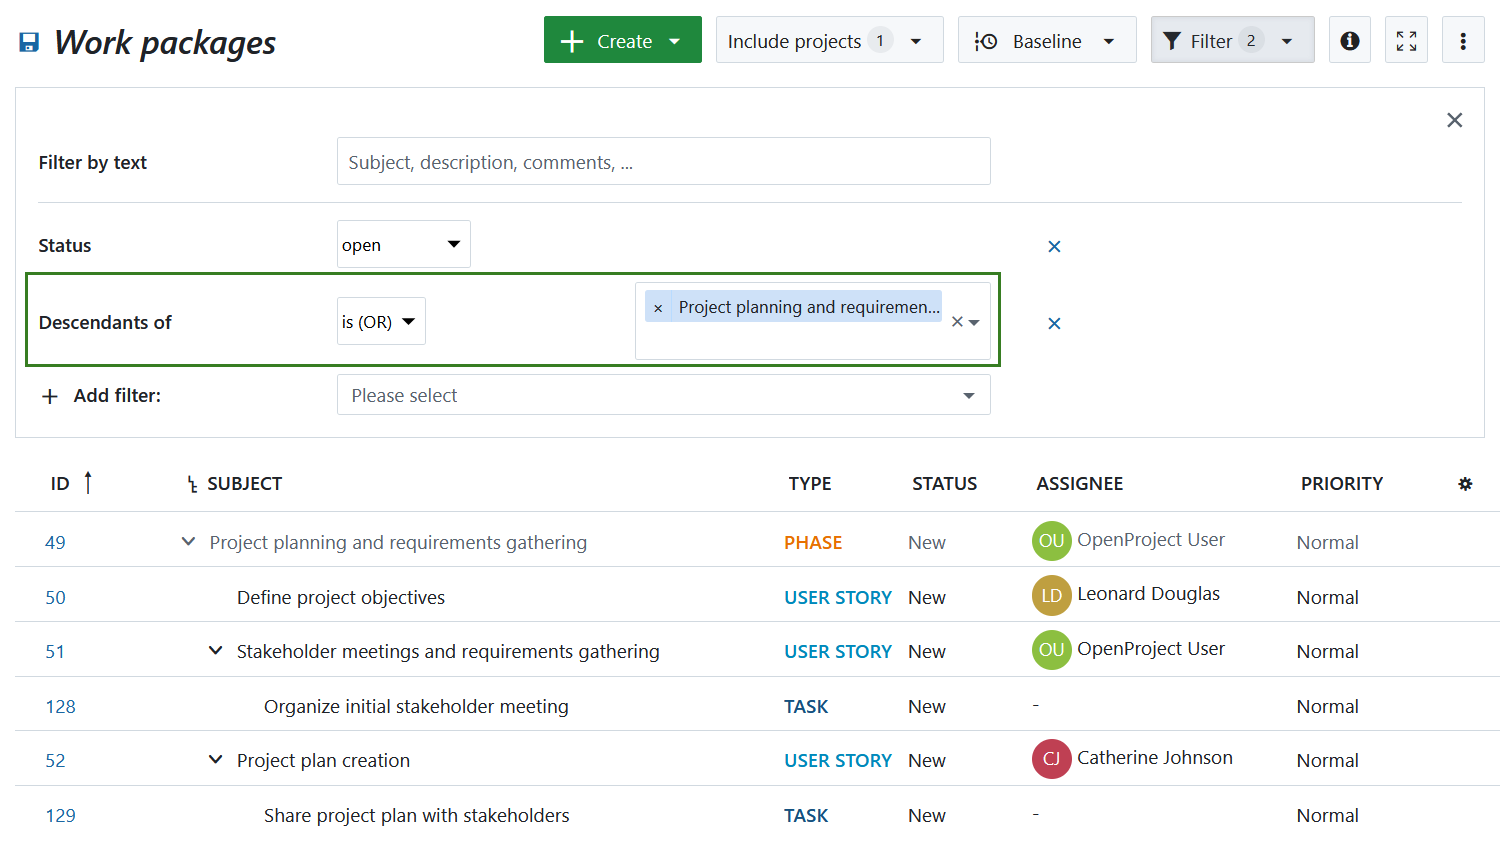 Work packages
Create
Include projects 1
Baseline
Filter 2
Filter by text
Subject, description, comments, ...
Status
open
Descendants of
is (OR)
× Project planning and requiremen...
Add filter:
Please select
ID SUBJECT TYPE STATUS ASSIGNEE PRIORITY
49 Project planning and requirements gathering PHASE New OU OpenProject User Normal
50 Define project objectives USER STORY New LD Leonard Douglas Normal
51 Stakeholder meetings and requirements gathering USER STORY New OU OpenProject User Normal
128 Organize initial stakeholder meeting TASK New - Normal
52 Project plan creation USER STORY New CJ Catherine Johnson Normal
129 Share project plan with stakeholders TASK New - Normal